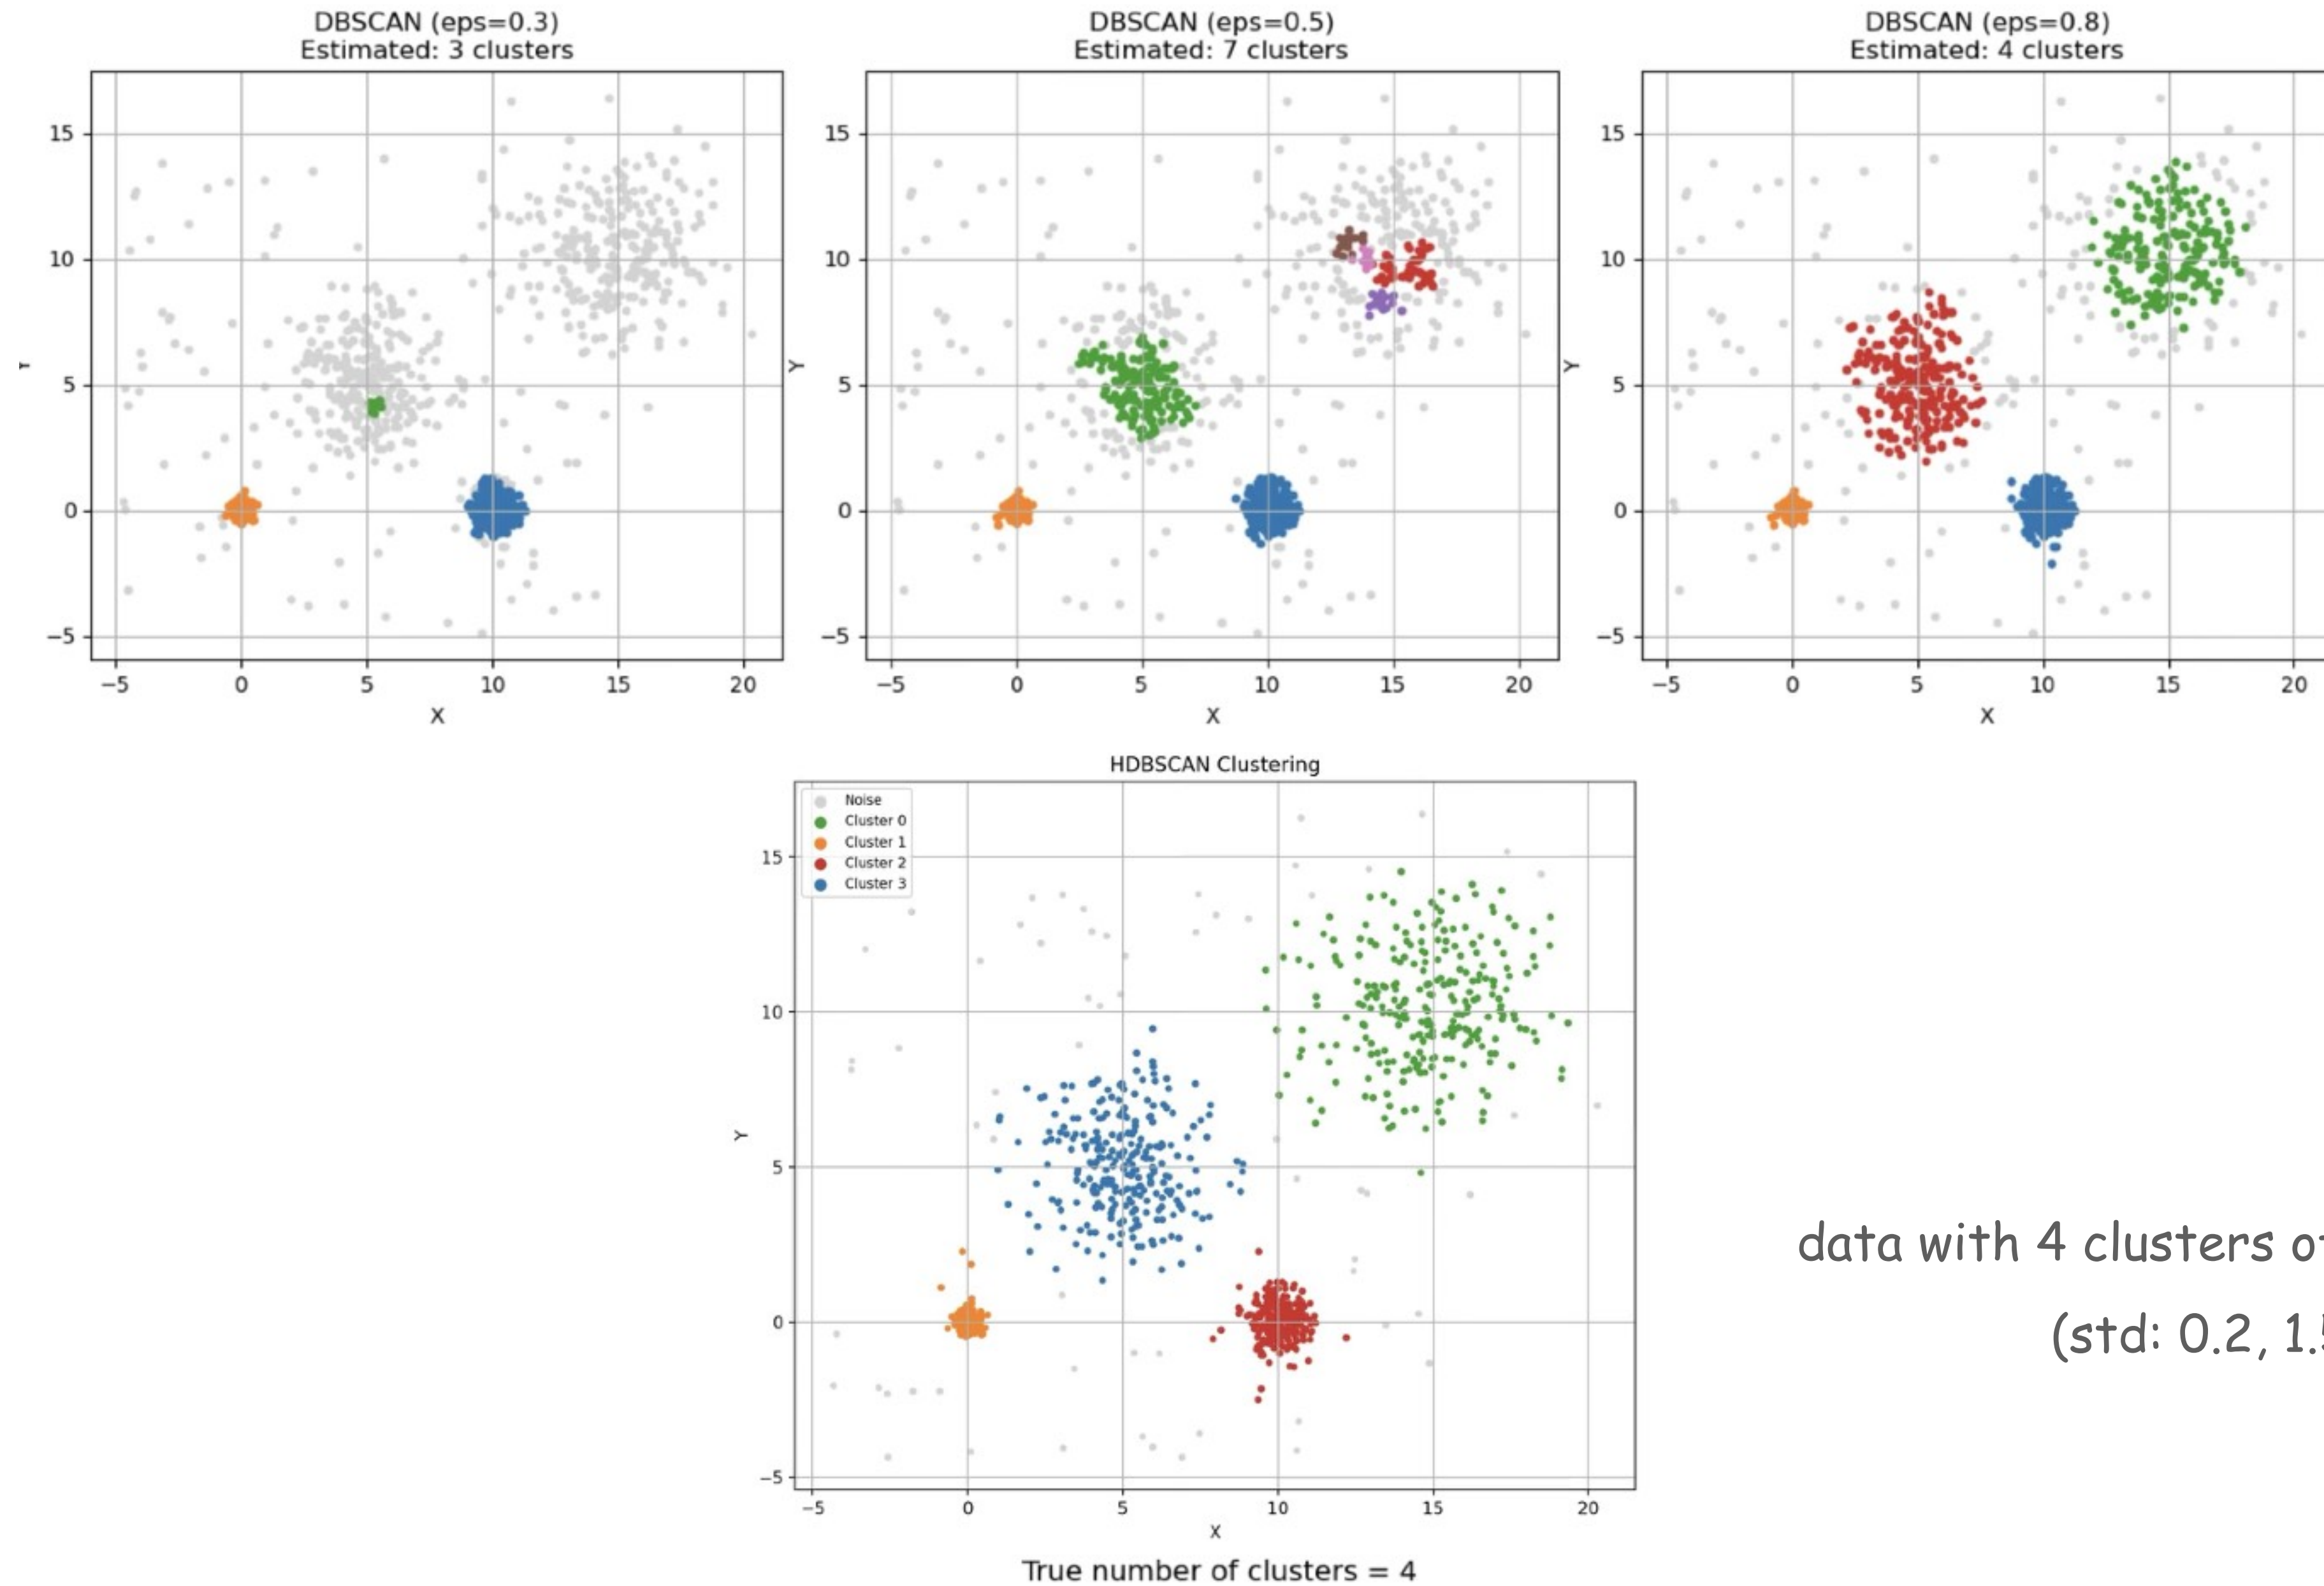 DBSCAN (eps=0.3)
Estimated: 3 clusters
15
10
5
0
−5
−5 0 5 10 15 20
X
DBSCAN (eps=0.5)
Estimated: 7 clusters
Y
15
10
5
0
−5
−5 0 5 10 15 20
X
DBSCAN (eps=0.8)
Estimated: 4 clusters
Y
15
10
5
0
−5
−5 0 5 10 15 20
X
HDBSCAN Clustering
Noise
Cluster 0
Cluster 1
Cluster 2
Cluster 3
Y
15
10
5
0
−5
−5 0 5 10 15 20
X
True number of clusters = 4
data with 4 clusters
(std: 0.2,